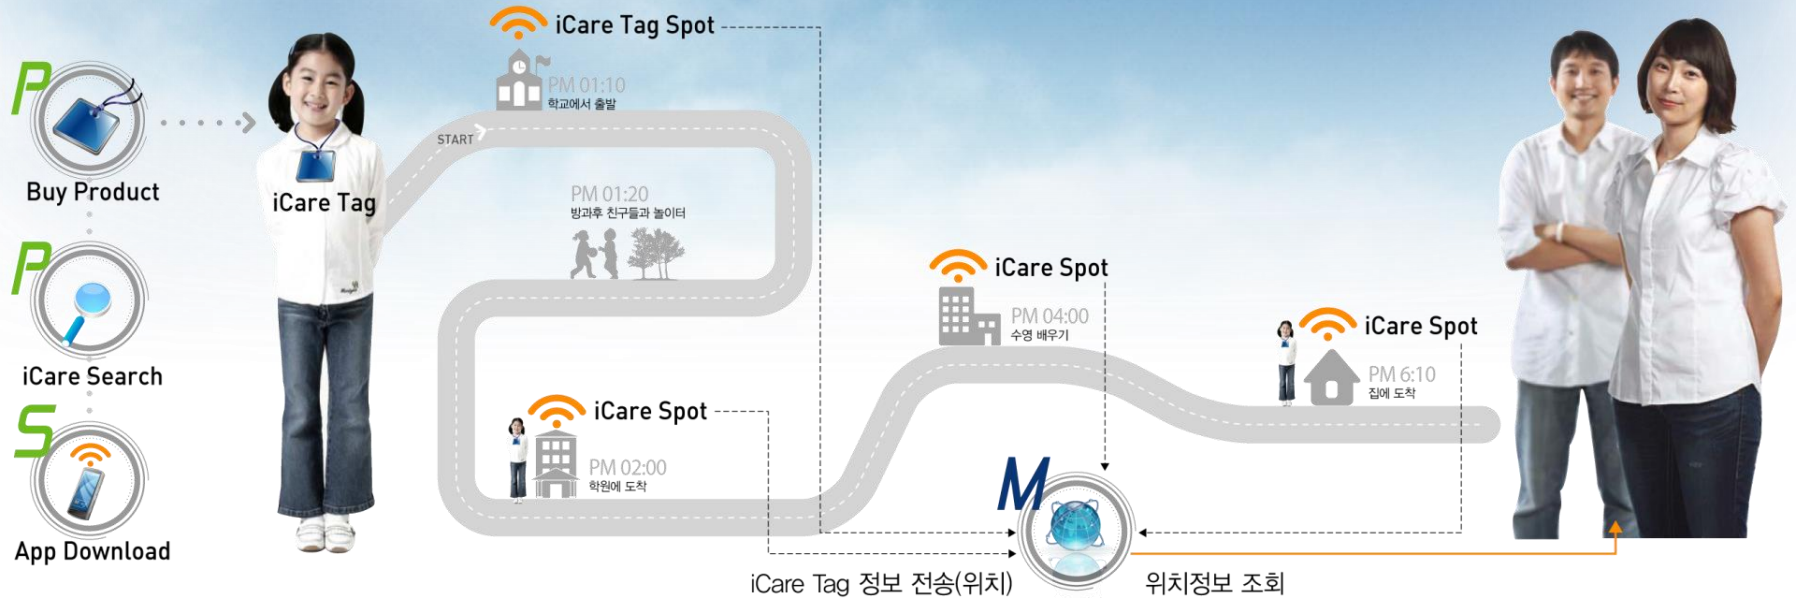 P
Buy Product
P
iCare Search
S
App Download
iCare Tag
START
iCare Tag Spot
PM 01:10
학교에서 출발
PM 01:20
방과후 친구들과 놀이터
iCare Spot
PM 02:00
학원에 도착
iCare Spot
PM 04:00
수영 배우기
iCare Spot
PM 6:10
집에 도착
M
iCare Tag 정보 전송(위치)
위치정보 조회